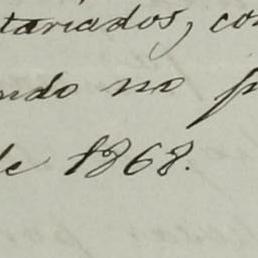 tariados, co
ndo no p
de 1868.